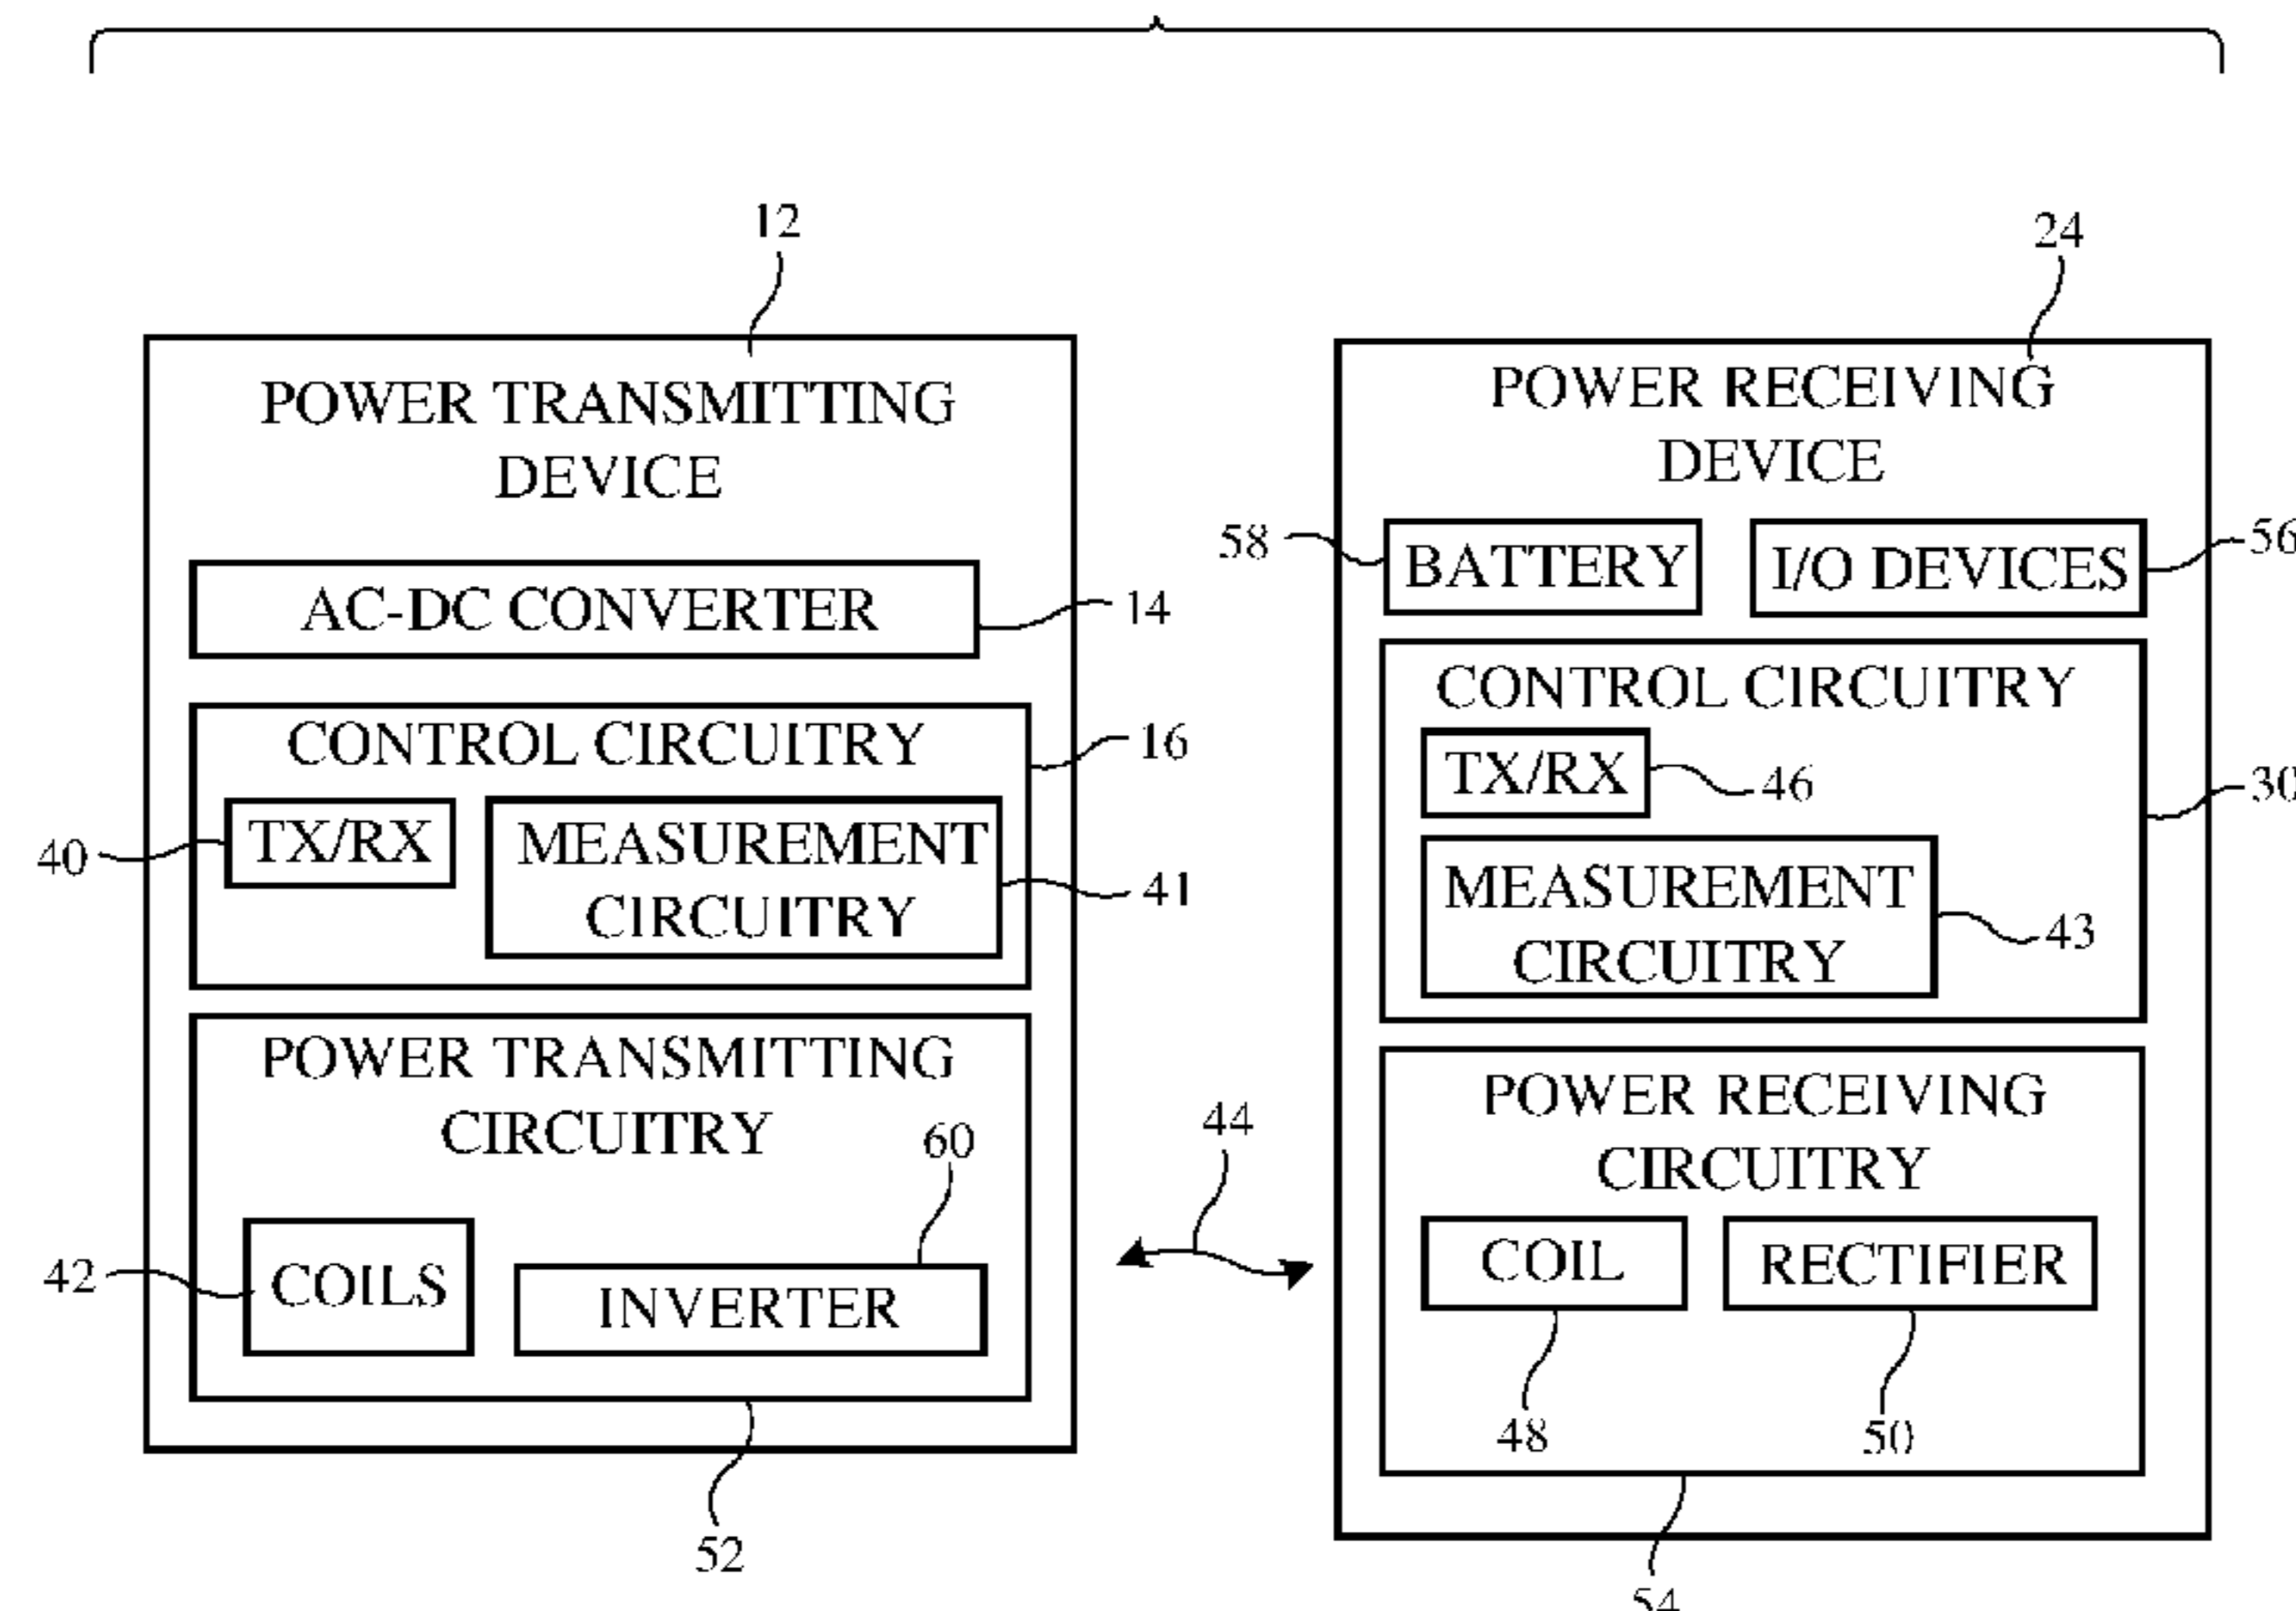 12
POWER TRANSMITTING
DEVICE
AC-DC CONVERTER
14
CONTROL CIRCUITRY
16
40
TX/RX
MEASUREMENT
CIRCUITRY
41
POWER TRANSMITTING
CIRCUITRY
60
42
COILS
INVERTER
52
44
24
POWER RECEIVING
DEVICE
58
BATTERY
I/O DEVICES
56
CONTROL CIRCUITRY
TX/RX
46
30
MEASUREMENT
CIRCUITRY
43
POWER RECEIVING
CIRCUITRY
COIL
RECTIFIER
48
50
54